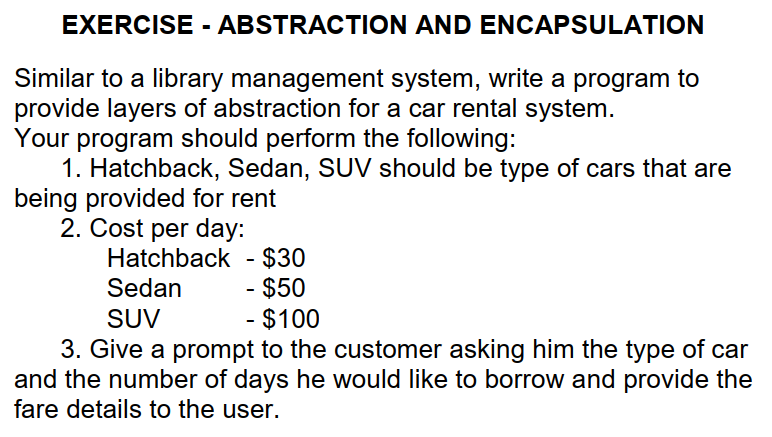 EXERCISE - ABSTRACTION AND ENCAPSULATION
Similar to a library management system, write a program to
provide layers of abstraction for a car rental system.
Your program should perform the following:
1. Hatchback, Sedan, SUV should be type of cars that are
being provided for rent
2. Cost per day:
Hatchback - $30
Sedan - $50
SUV - $100
3. Give a prompt to the customer asking him the type of car
and the number of days he would like to borrow and provide the
fare details to the user.